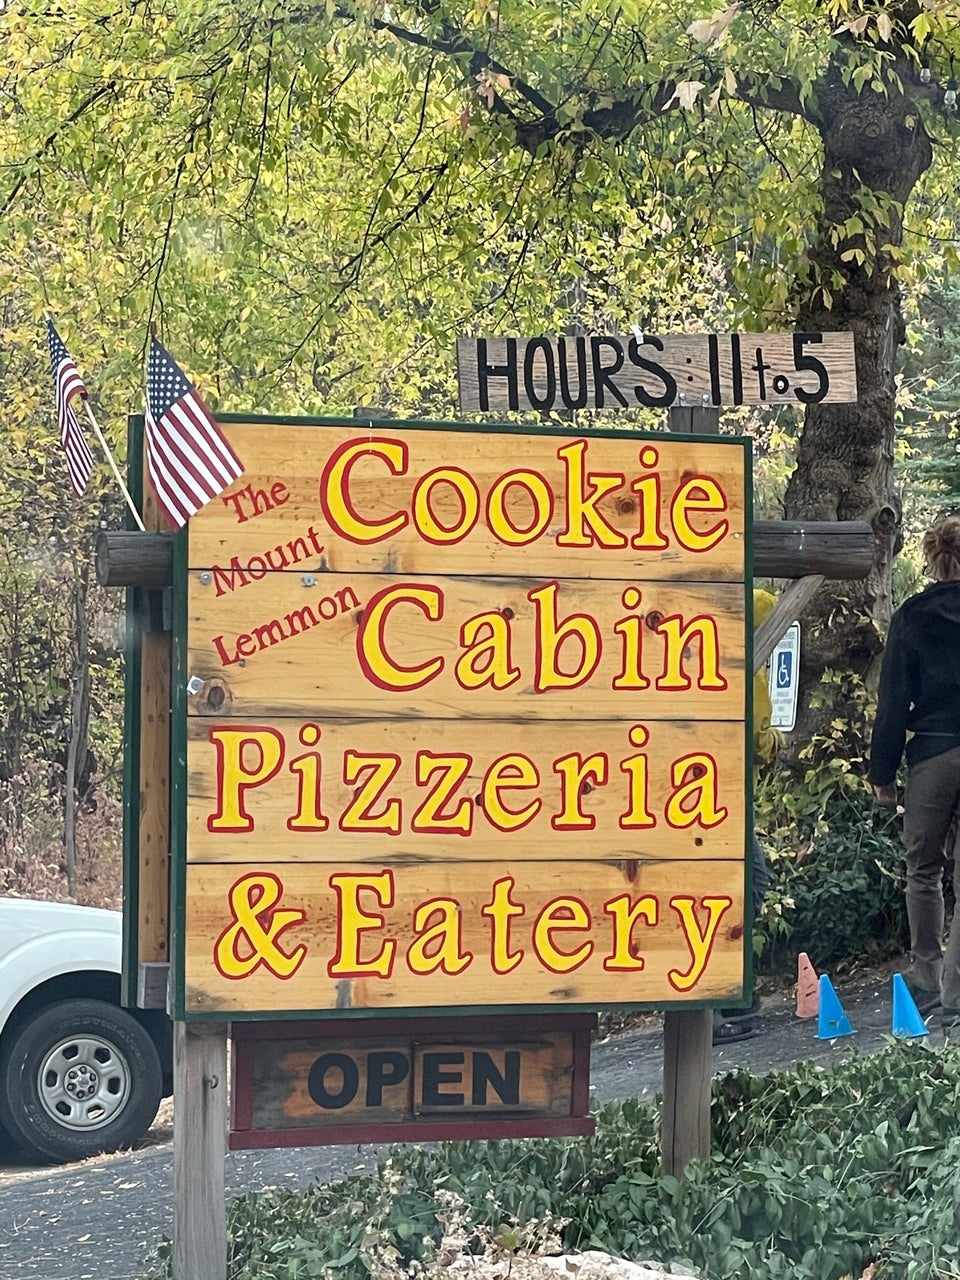 HOURS: 11 to 5
The Mount Lemmon
Cookie
Cabin
Pizzeria
& Eatery
OPEN